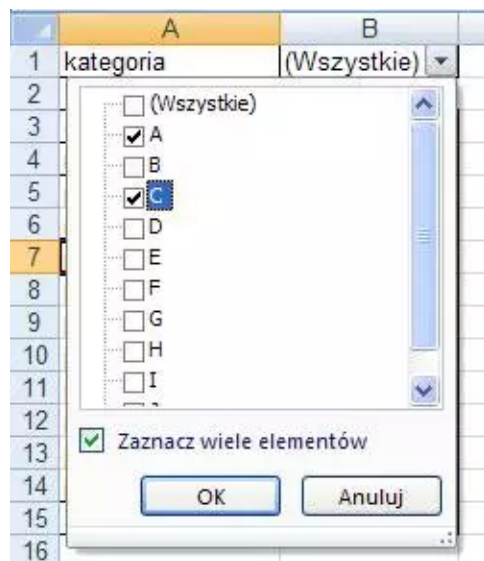 A B
1 kategoria (Wszystkie)
2 (Wszystkie)
3 A
4 B
5 C
6 D
7 E
8 F
9 G
10 H
11 I
12
13 Zaznacz wiele elementów
14 OK Anuluj
15
16